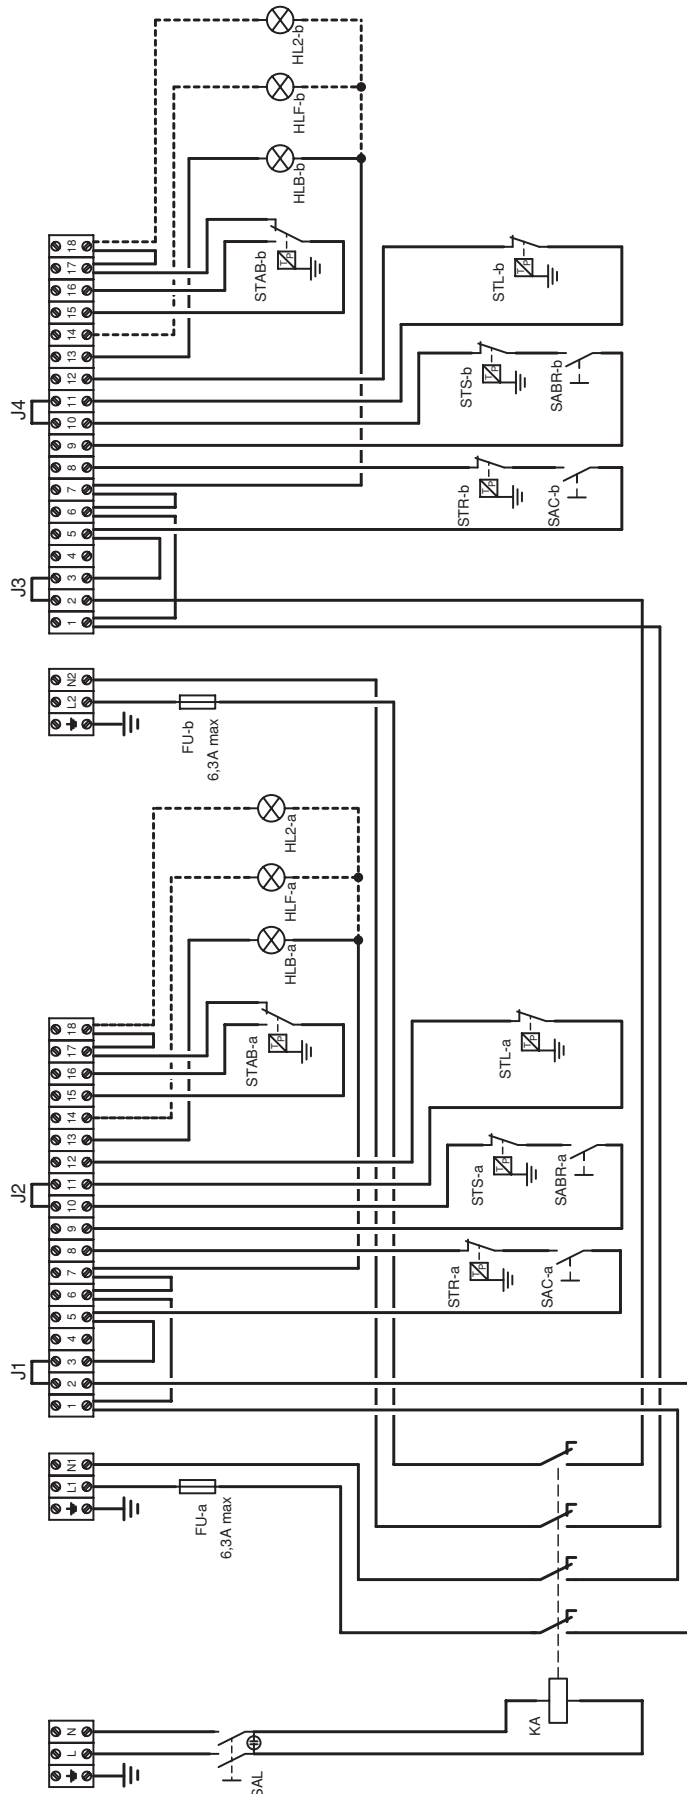 J1 J2 J3 J4
L N
L1 N1
1 2 3 4 5 6 7 8 9 10 11 12 13 14 15 16 17 18
L2 N2
1 2 3 4 5 6 7 8 9 10 11 12 13 14 15 16 17 18
SAL
FU-a
6,3A max
STAB-a
T P
HLB-a
HLF-a
HL2-a
FU-b
6,3A max
STAB-b
T P
HLB-b
HLF-b
HL2-b
STR-a
T P
SAC-a
STS-a
T P
SABR-a
STL-a
T P
STR-b
T P
SAC-b
STS-b
T P
SABR-b
STL-b
T P
KA